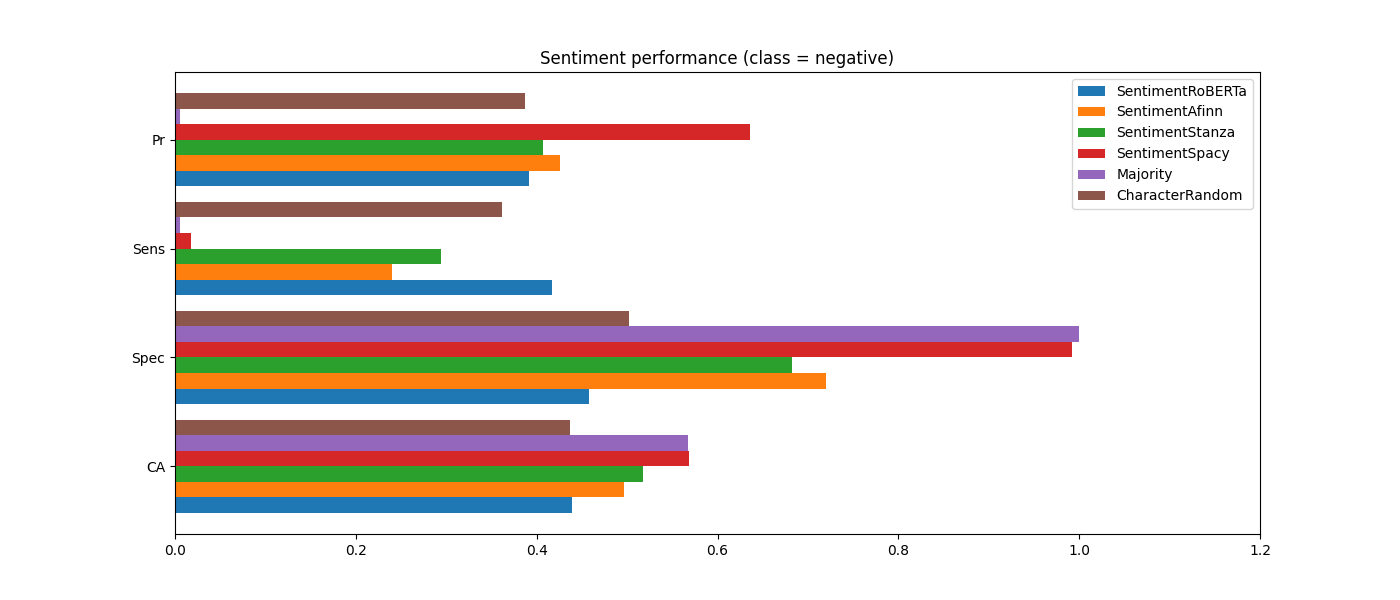 Sentiment performance (class = negative)
SentimentRoBERTa
SentimentAfinn
SentimentStanza
SentimentSpacy
Majority
CharacterRandom
Pr
Sens
Spec
CA
0.0 0.2 0.4 0.6 0.8 1.0 1.2